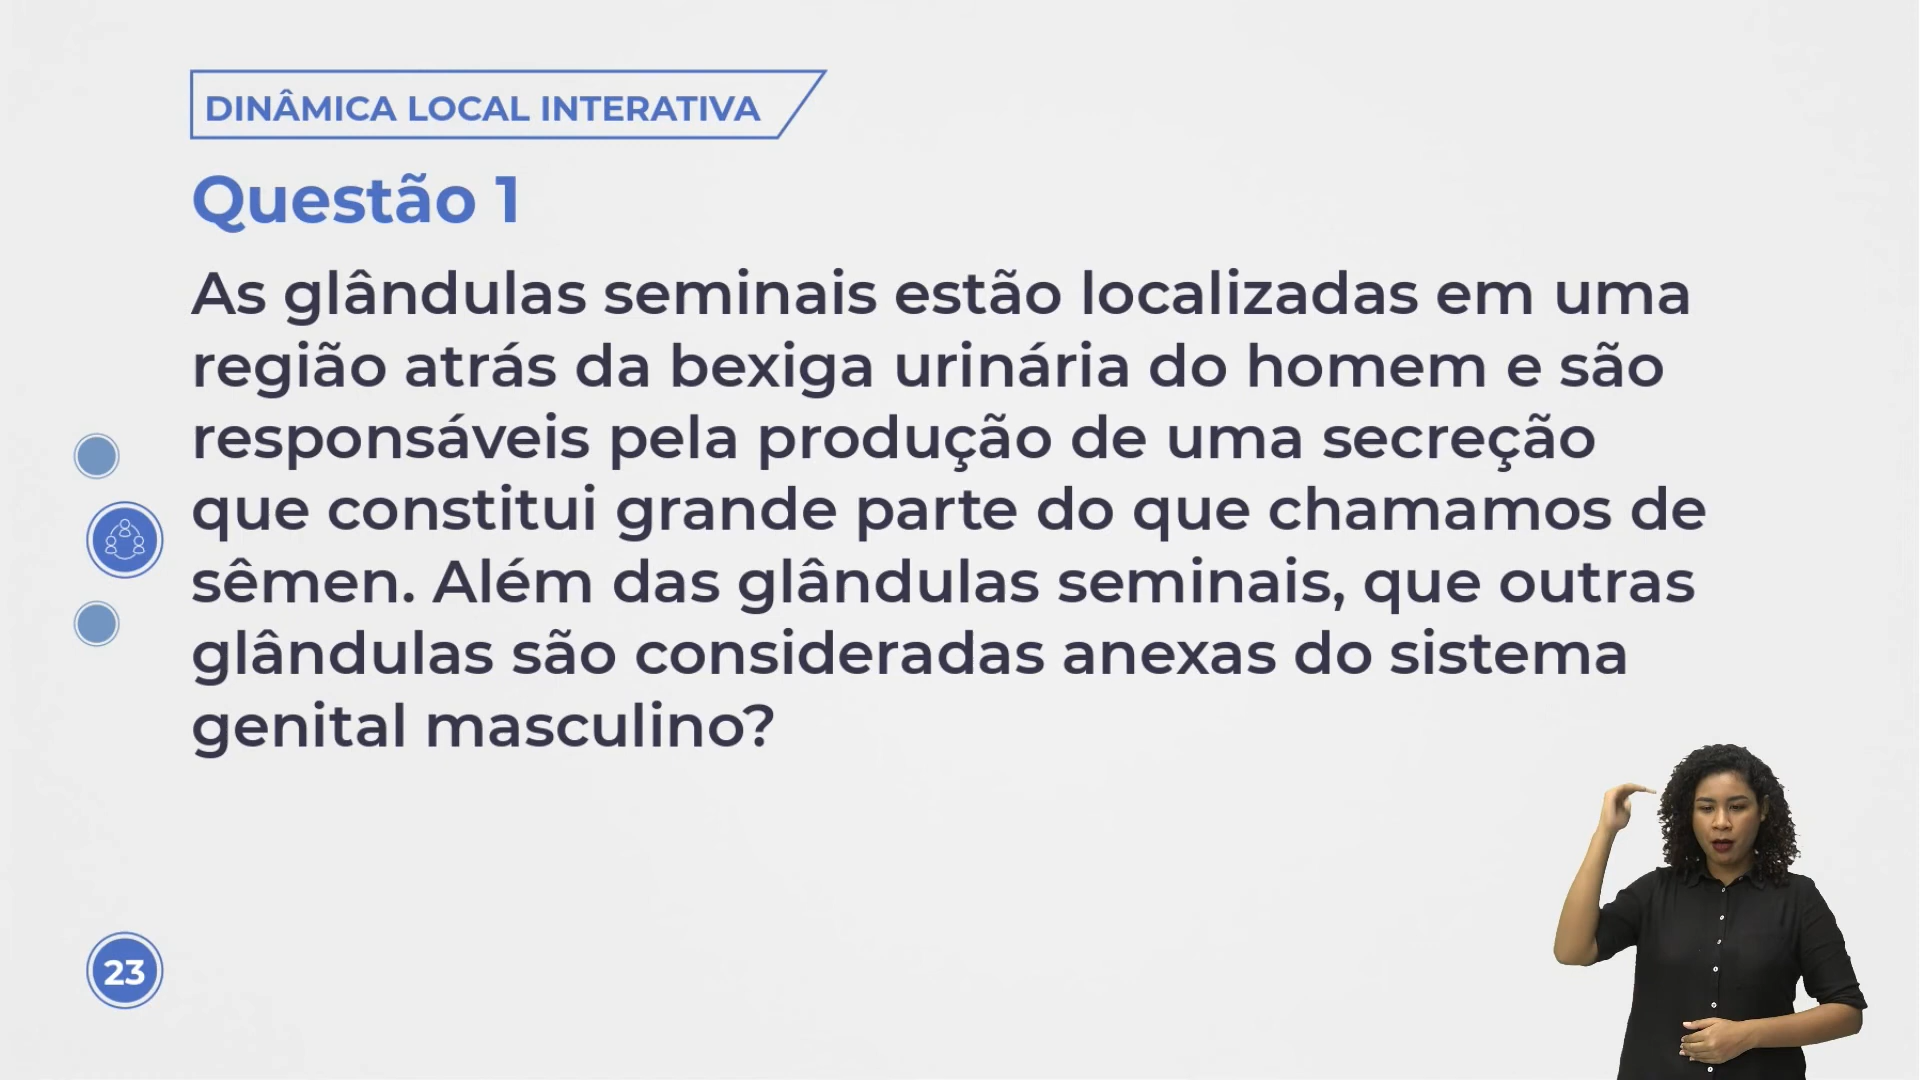 DINÂMICA LOCAL INTERATIVA
Questão 1
As glândulas seminais estão localizadas em uma
região atrás da bexiga urinária do homem e são
responsáveis pela produção de uma secreção
que constitui grande parte do que chamamos de
sêmen. Além das glândulas seminais, que outras
glândulas são consideradas anexas do sistema
genital masculino?
23